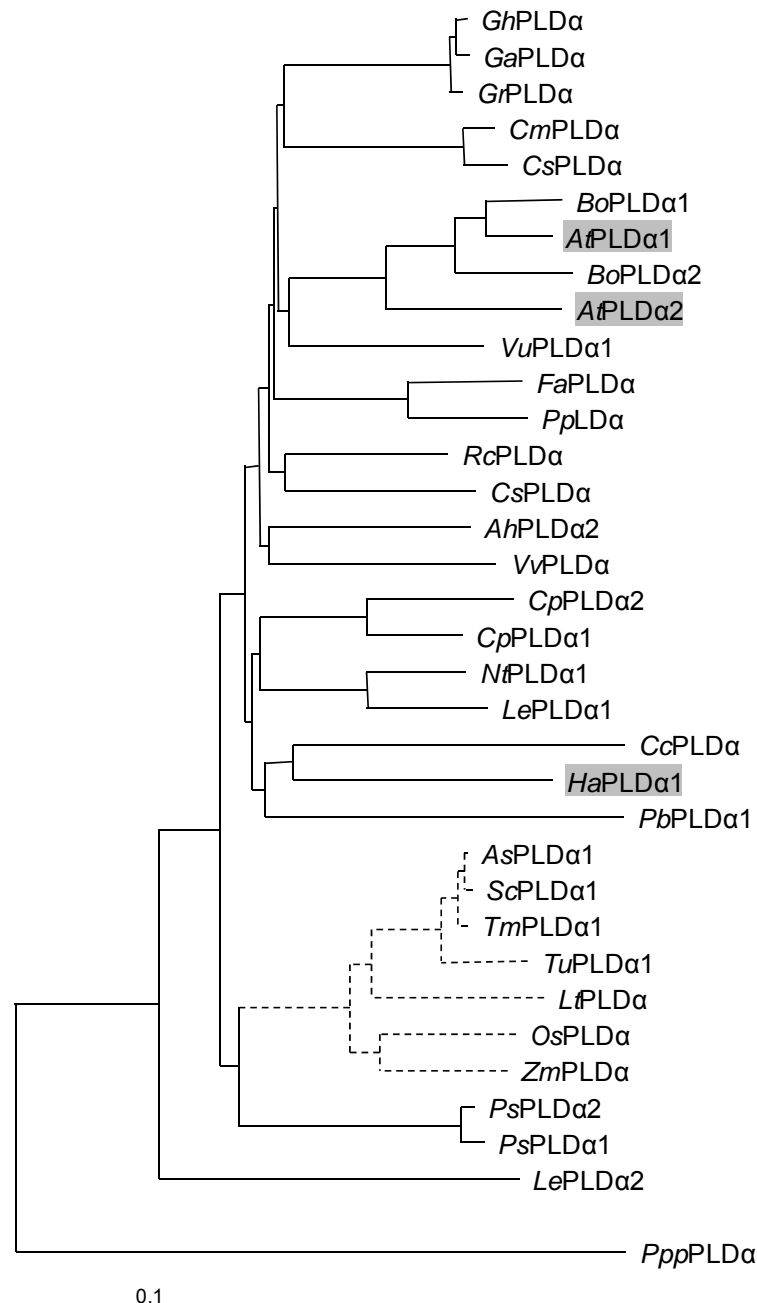 GhPLDα
GaPLDα
GrPLDα
CmPLDα
CsPLDα
BoPLDα1
AtPLDα1
BoPLDα2
AtPLDα2
VuPLDα1
FaPLDα
PpLDα
RcPLDα
CsPLDα
AhPLDα2
VvPLDα
CpPLDα2
CpPLDα1
NtPLDα1
LePLDα1
CcPLDα
HaPLDα1
PbPLDα1
AsPLDα1
ScPLDα1
TmPLDα1
TuPLDα1
LtPLDα
OsPLDα
ZmPLDα
PsPLDα2
PsPLDα1
LePLDα2
PppPLDα
0.1